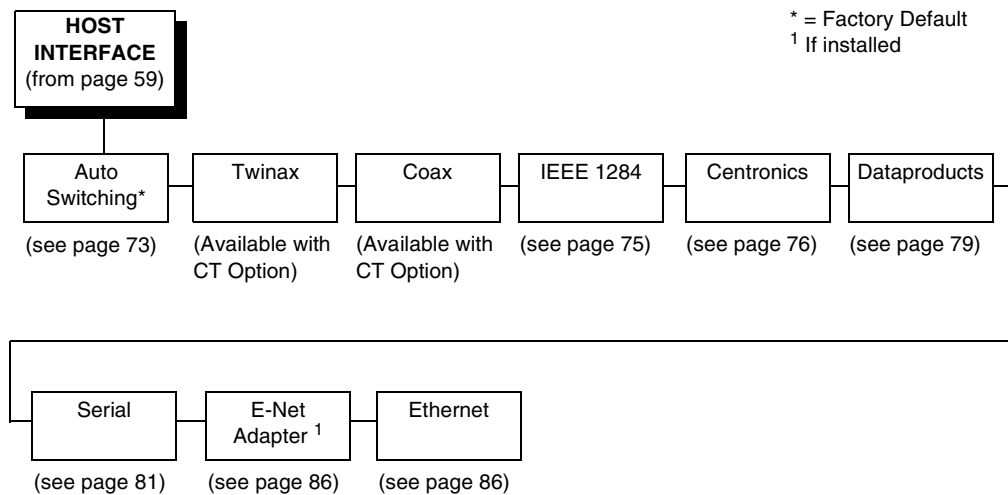 HOST
INTERFACE
(from page 59)
* = Factory Default
1 If installed
Auto
Switching*
(see page 73)
Twinax
(Available with
CT Option)
Coax
(Available with
CT Option)
IEEE 1284
(see page 75)
Centronics
(see page 76)
Dataproducts
(see page 79)
Serial
(see page 81)
E-Net
Adapter 1
(see page 86)
Ethernet
(see page 86)